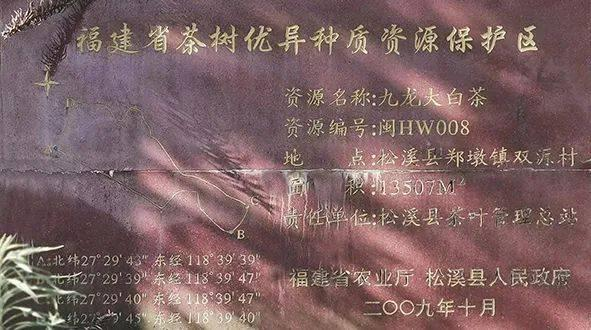 福建省茶树优异种质资源保护区
资源名称:九龙大白茶
资源编号:闽HW008
地 点:松溪县郑墩镇双源村
面 积:13507M²
责任单位:松溪县茶叶管理总站
C
B
A:北纬27°29'43" 东经118°39'39"
B:北纬27°29'39" 东经118°39'47"
C:北纬27°29'40" 东经118°39'47"
北纬27°29'45" 东经118°39'40"
福建省农业厅 松溪县人民政府
二〇〇九年十月